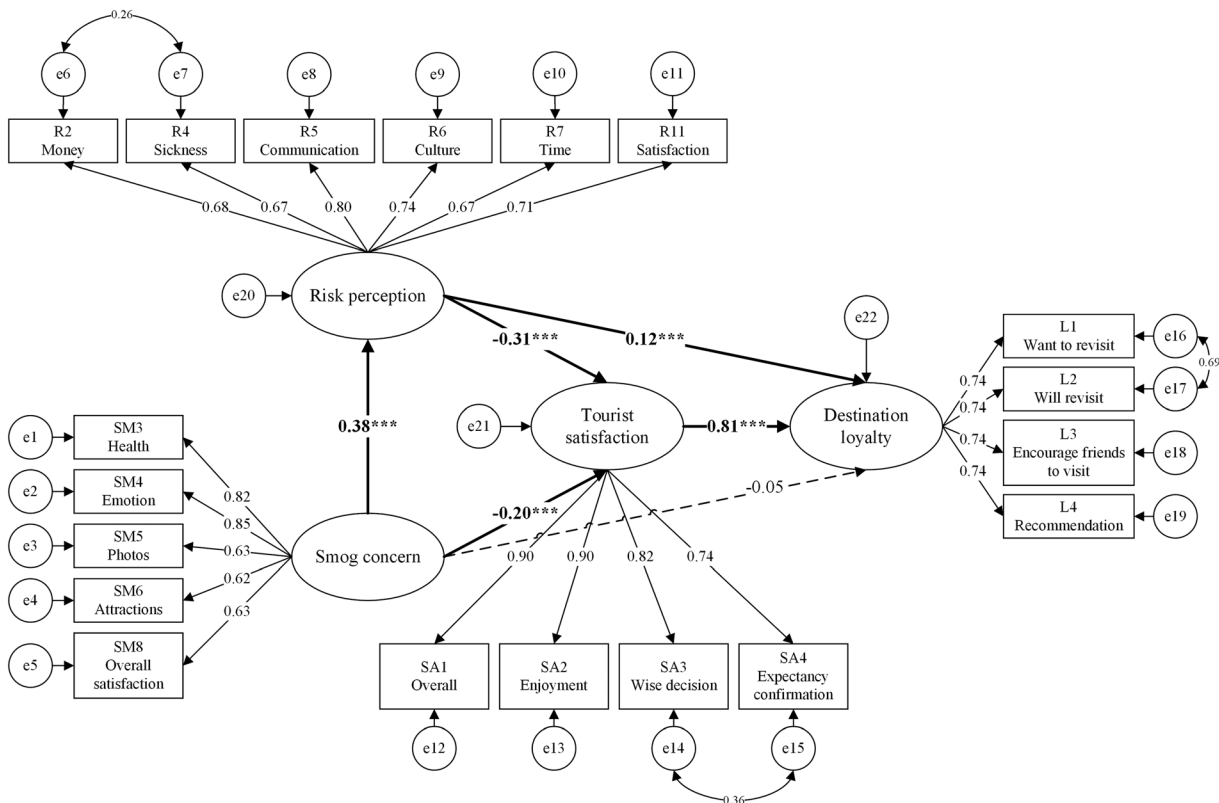 0.26
e6
e7
e8
e9
e10
e11
R2
Money
R4
Sickness
R5
Communication
R6
Culture
R7
Time
R11
Satisfaction
0.68
0.67
0.80
0.74
0.67
0.71
e20
Risk perception
e22
-0.31***
0.12***
L1
Want to revisit
e16
0.69
L2
Will revisit
e17
L3
Encourage friends
to visit
e18
L4
Recommendation
e19
0.74
0.74
0.74
0.74
0.38***
e21
Tourist
satisfaction
0.81***
Destination
loyalty
e1
SM3
Health
e2
SM4
Emotion
e3
SM5
Photos
e4
SM6
Attractions
e5
SM8
Overall
satisfaction
0.82
0.85
0.63
0.62
0.63
Smog concern
-0.20***
-0.05
0.90
0.90
0.82
0.74
SA1
Overall
SA2
Enjoyment
SA3
Wise decision
SA4
Expectancy
confirmation
e12
e13
e14
e15
0.36